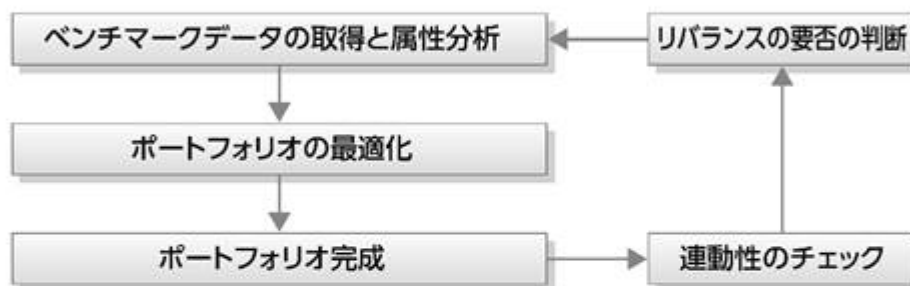 ベンチマークデータの取得と属性分析
リバランスの要否の判断
ポートフォリオの最適化
ポートフォリオ完成
連動性のチェック